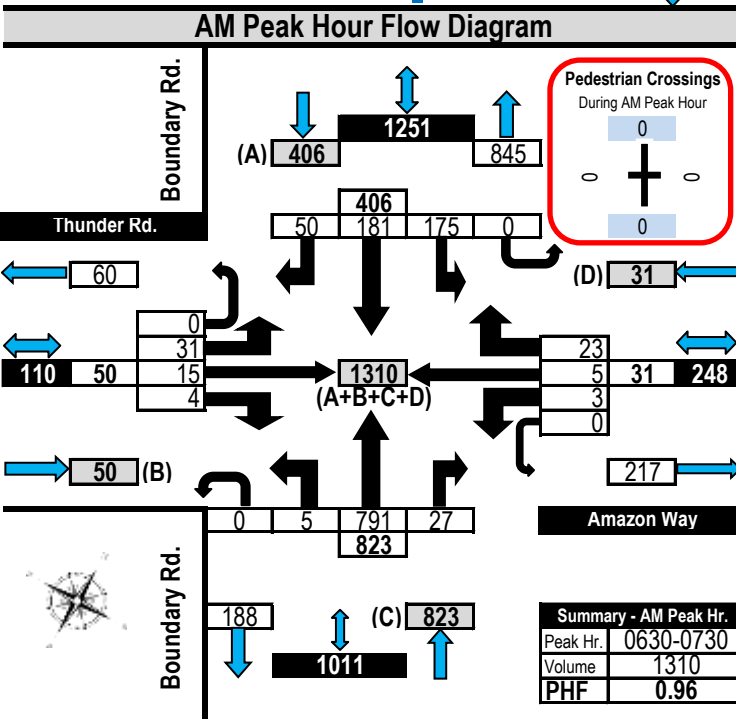 AM Peak Hour Flow Diagram
Boundary Rd.
Thunder Rd.
1251
(A) 406 845
406
50 181 175 0
Pedestrian Crossings
During AM Peak Hour
0
0 0
0
60
(D) 31
0
31
110 50 15
4
1310
(A+B+C+D)
23
5 31 248
3
0
50 (B)
217
0 5 791 27
823
Amazon Way
Boundary Rd.
188
(C) 823
1011
Summary - AM Peak Hr.
Peak Hr. 0630-0730
Volume 1310
PHF 0.96